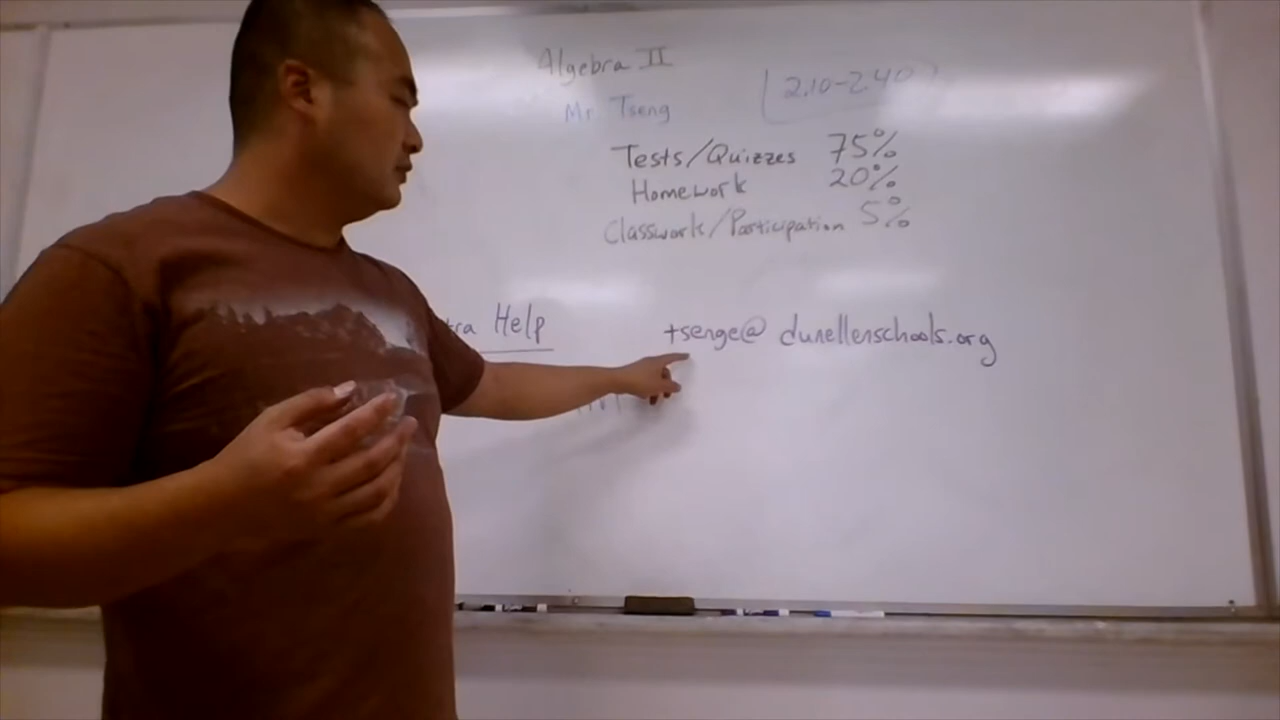 Algebra II
(2.10-2.40)
Mr Tseng
Tests/Quizzes 75%
Homework 20%
Classwork/Participation 5%
tra Help
tsenge@dunellenschools.org